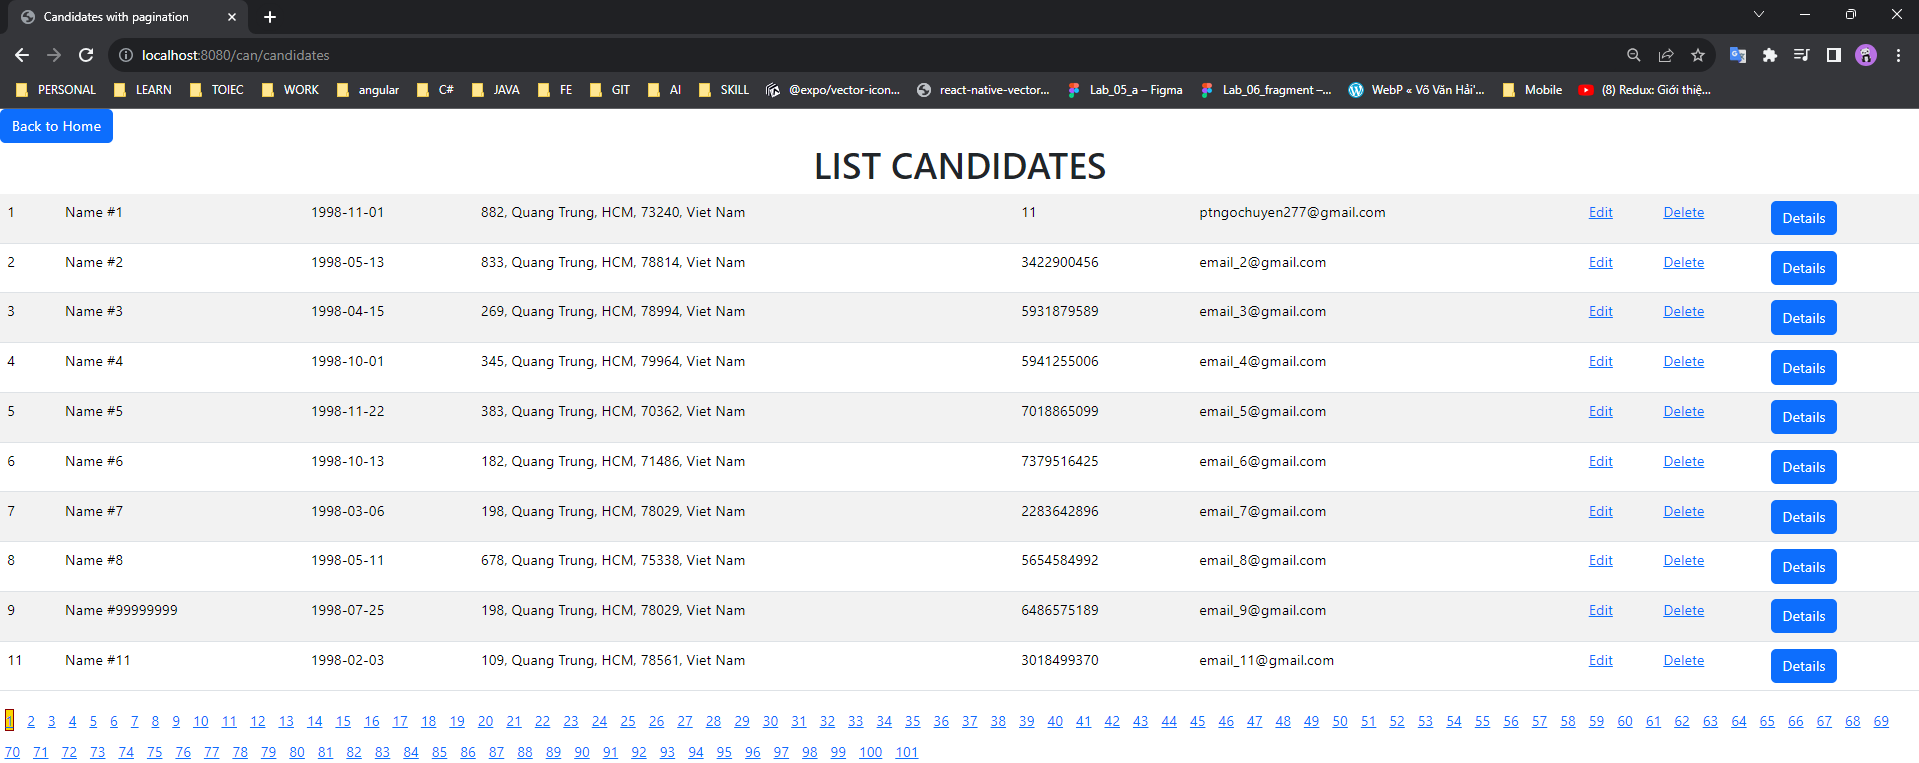 Candidates with pagination
localhost:8080/can/candidates
PERSONAL LEARN TOIEC WORK angular C# JAVA FE GIT AI SKILL @expo/vector-icon... react-native-vector... Lab_05_a – Figma Lab_06_fragment –... WebP « Võ Văn Hải'... Mobile (8) Redux: Giới thiệ...
Back to Home
LIST CANDIDATES
1 Name #1 1998-11-01 882, Quang Trung, HCM, 73240, Viet Nam 11 ptngochuyen277@gmail.com Edit Delete Details
2 Name #2 1998-05-13 833, Quang Trung, HCM, 78814, Viet Nam 3422900456 email_2@gmail.com Edit Delete Details
3 Name #3 1998-04-15 269, Quang Trung, HCM, 78994, Viet Nam 5931879589 email_3@gmail.com Edit Delete Details
4 Name #4 1998-10-01 345, Quang Trung, HCM, 79964, Viet Nam 5941255006 email_4@gmail.com Edit Delete Details
5 Name #5 1998-11-22 383, Quang Trung, HCM, 70362, Viet Nam 7018865099 email_5@gmail.com Edit Delete Details
6 Name #6 1998-10-13 182, Quang Trung, HCM, 71486, Viet Nam 7379516425 email_6@gmail.com Edit Delete Details
7 Name #7 1998-03-06 198, Quang Trung, HCM, 78029, Viet Nam 2283642896 email_7@gmail.com Edit Delete Details
8 Name #8 1998-05-11 678, Quang Trung, HCM, 75338, Viet Nam 5654584992 email_8@gmail.com Edit Delete Details
9 Name #99999999 1998-07-25 198, Quang Trung, HCM, 78029, Viet Nam 6486575189 email_9@gmail.com Edit Delete Details
11 Name #11 1998-02-03 109, Quang Trung, HCM, 78561, Viet Nam 3018499370 email_11@gmail.com Edit Delete Details
1 2 3 4 5 6 7 8 9 10 11 12 13 14 15 16 17 18 19 20 21 22 23 24 25 26 27 28 29 30 31 32 33 34 35 36 37 38 39 40 41 42 43 44 45 46 47 48 49 50 51 52 53 54 55 56 57 58 59 60 61 62 63 64 65 66 67 68 69
70 71 72 73 74 75 76 77 78 79 80 81 82 83 84 85 86 87 88 89 90 91 92 93 94 95 96 97 98 99 100 101